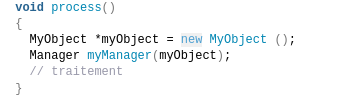 void process()
{
MyObject *myObject = new MyObject ();
Manager myManager(myObject);
// traitement
}